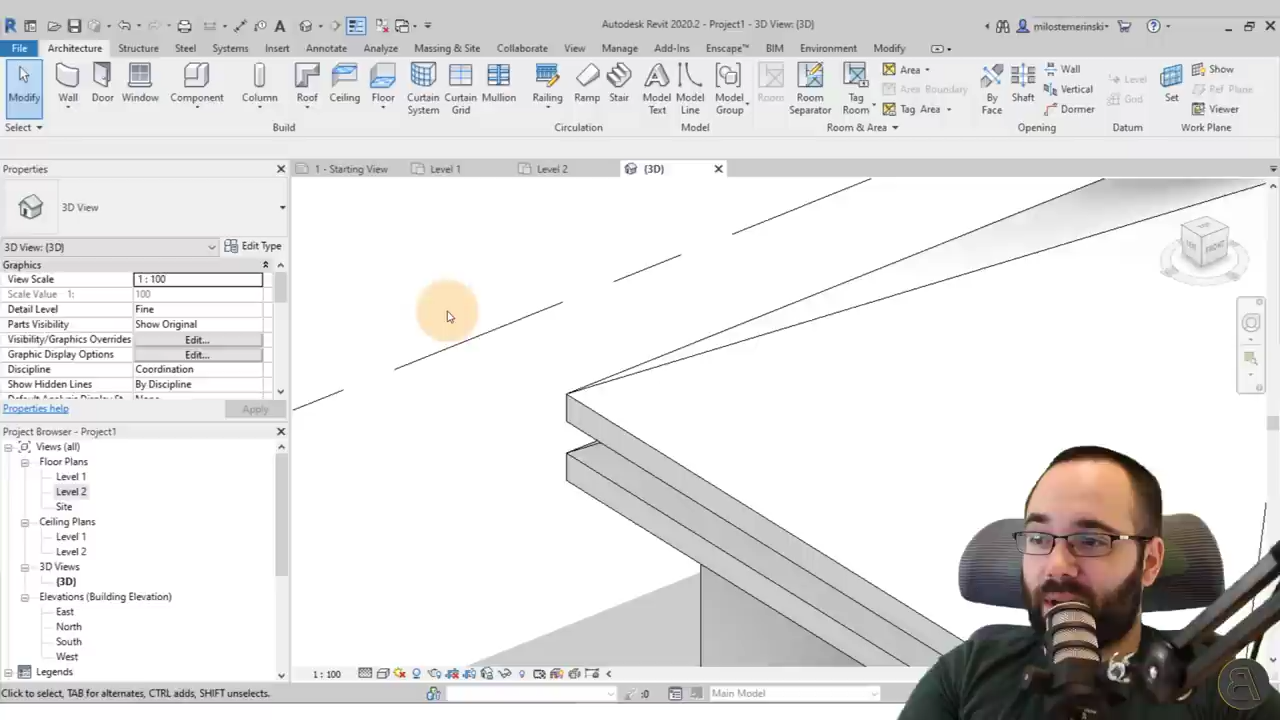 Autodesk Revit 2020.2 - Project1 - 3D View: {3D}
milostemerinski
File
Architecture
Structure
Steel
Systems
Insert
Annotate
Analyze
Massing & Site
Collaborate
View
Manage
Add-Ins
Enscape™
BIM
Environment
Modify
Modify
Wall
Door
Window
Component
Column
Roof
Ceiling
Floor
Curtain System
Curtain Grid
Mullion
Railing
Ramp
Stair
Model Text
Model Line
Model Group
Room
Room Separator
Tag Room
Area
Area Boundary
Tag Area
By Face
Shaft
Wall
Vertical
Dormer
Level
Grid
Set
Show
Ref Plane
Viewer
Select
Build
Circulation
Model
Room & Area
Opening
Datum
Work Plane
Properties
1 - Starting View
Level 1
Level 2
{3D}
3D View
3D View: {3D}
Edit Type
Graphics
View Scale 1 : 100
Scale Value 1: 100
Detail Level Fine
Parts Visibility Show Original
Visibility/Graphics Overrides Edit...
Graphic Display Options Edit...
Discipline Coordination
Show Hidden Lines By Discipline
Properties help
Apply
Project Browser - Project1
Views (all)
Floor Plans
Level 1
Level 2
Site
Ceiling Plans
Level 1
Level 2
3D Views
{3D}
Elevations (Building Elevation)
East
North
South
West
Legends
FRONT
1 : 100
Click to select, TAB for alternates, CTRL adds, SHIFT unselects.
:0
Main Model